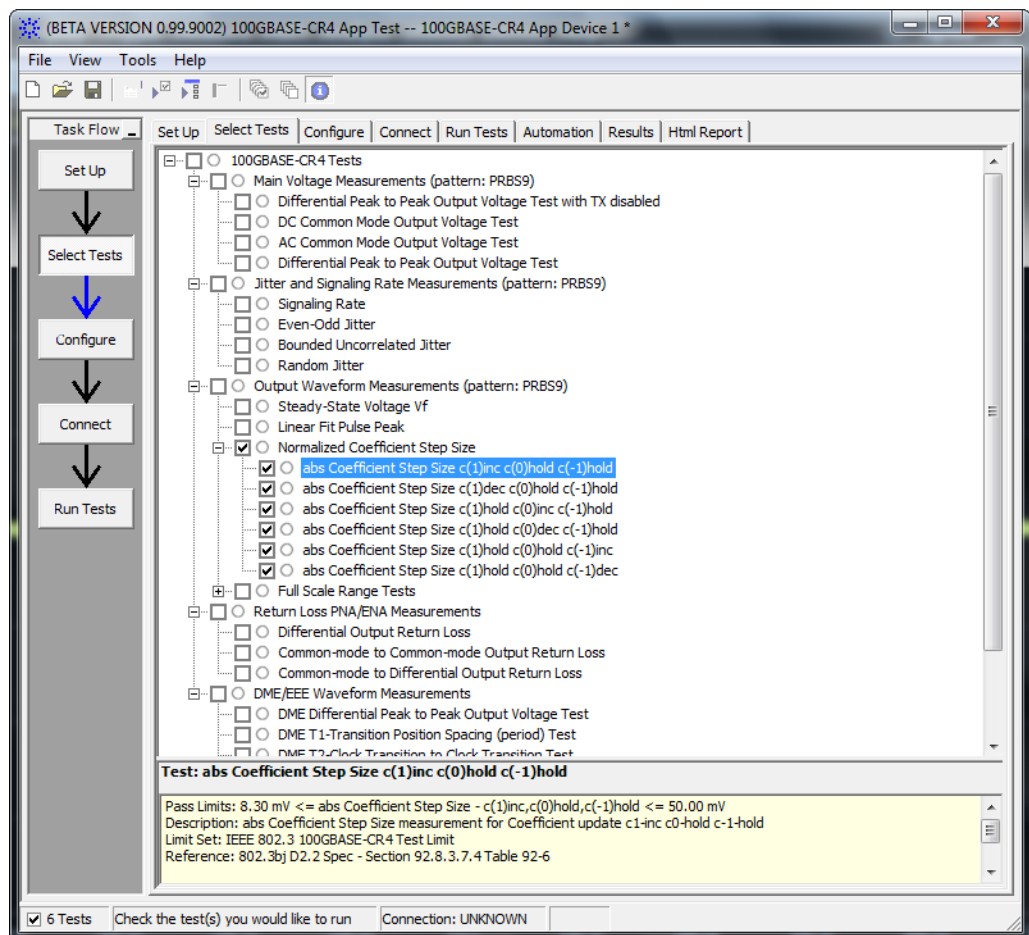 (BETA VERSION 0.99.9002) 100GBASE-CR4 App Test -- 100GBASE-CR4 App Device 1 *
File View Tools Help
Task Flow
Set Up
Select Tests
Configure
Connect
Run Tests
Set Up Select Tests Configure Connect Run Tests Automation Results Html Report
100GBASE-CR4 Tests
Main Voltage Measurements (pattern: PRBS9)
Differential Peak to Peak Output Voltage Test with TX disabled
DC Common Mode Output Voltage Test
AC Common Mode Output Voltage Test
Differential Peak to Peak Output Voltage Test
Jitter and Signaling Rate Measurements (pattern: PRBS9)
Signaling Rate
Even-Odd Jitter
Bounded Uncorrelated Jitter
Random Jitter
Output Waveform Measurements (pattern: PRBS9)
Steady-State Voltage Vf
Linear Fit Pulse Peak
Normalized Coefficient Step Size
abs Coefficient Step Size c(1)inc c(0)hold c(-1)hold
abs Coefficient Step Size c(1)dec c(0)hold c(-1)hold
abs Coefficient Step Size c(1)hold c(0)inc c(-1)hold
abs Coefficient Step Size c(1)hold c(0)dec c(-1)hold
abs Coefficient Step Size c(1)hold c(0)hold c(-1)inc
abs Coefficient Step Size c(1)hold c(0)hold c(-1)dec
Full Scale Range Tests
Return Loss PNA/ENA Measurements
Differential Output Return Loss
Common-mode to Common-mode Output Return Loss
Common-mode to Differential Output Return Loss
DME/EEE Waveform Measurements
DME Differential Peak to Peak Output Voltage Test
DME T1-Transition Position Spacing (period) Test
DME T2-Clock Transition to Clock Transition Test
Test: abs Coefficient Step Size c(1)inc c(0)hold c(-1)hold
Pass Limits: 8.30 mV <= abs Coefficient Step Size - c(1)inc,c(0)hold,c(-1)hold <= 50.00 mV
Description: abs Coefficient Step Size measurement for Coefficient update c1-inc c0-hold c-1-hold
Limit Set: IEEE 802.3 100GBASE-CR4 Test Limit
Reference: 802.3bj D2.2 Spec - Section 92.8.3.7.4 Table 92-6
6 Tests Check the test(s) you would like to run Connection: UNKNOWN